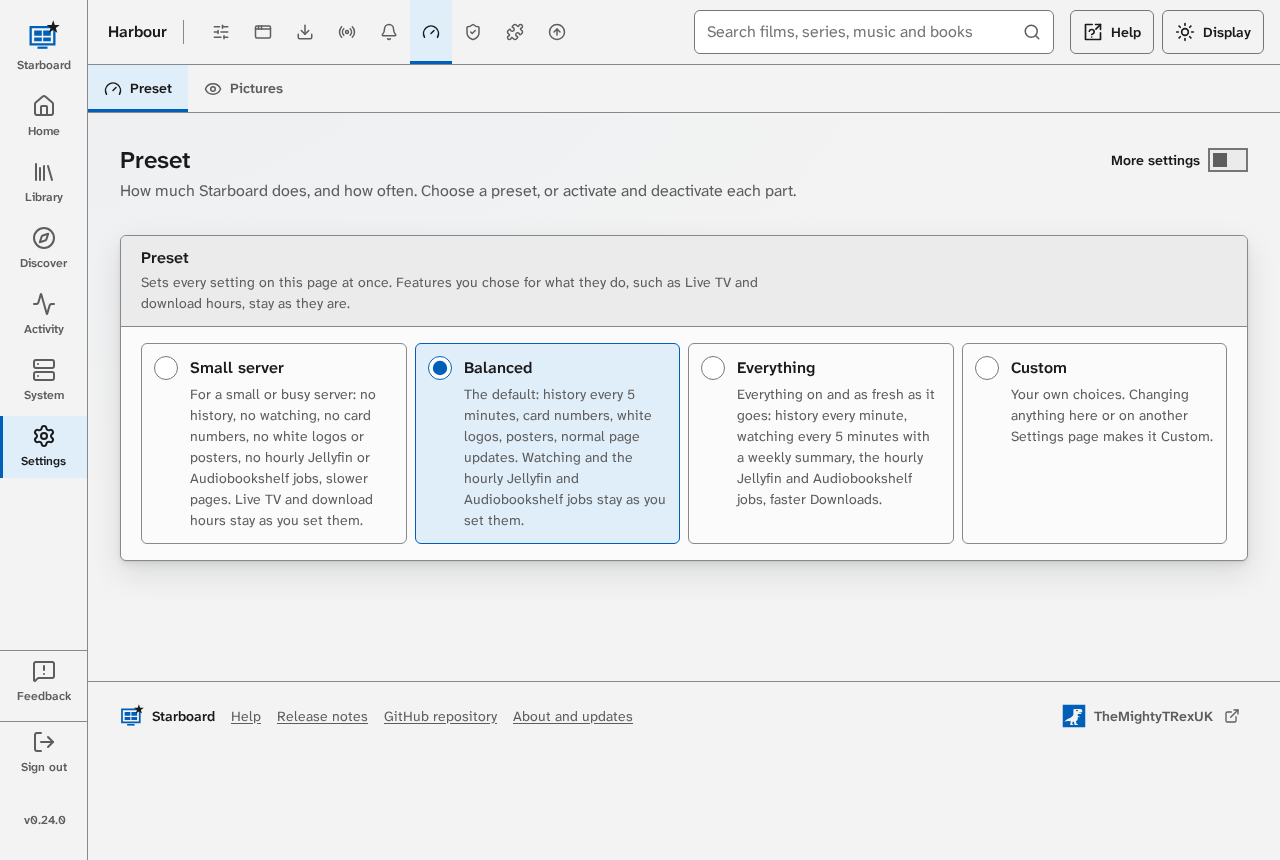 Starboard
Home
Library
Discover
Activity
System
Settings
Feedback
Sign out
v0.24.0
Harbour
Search films, series, music and books
Help
Display
Preset
Pictures
Preset
More settings
How much Starboard does, and how often. Choose a preset, or activate and deactivate each part.
Preset
Sets every setting on this page at once. Features you chose for what they do, such as Live TV and
download hours, stay as they are.
Small server
For a small or busy server: no
history, no watching, no card
numbers, no white logos or
posters, no hourly Jellyfin or
Audiobookshelf jobs, slower
pages. Live TV and download
hours stay as you set them.
Balanced
The default: history every 5
minutes, card numbers, white
logos, posters, normal page
updates. Watching and the
hourly Jellyfin and
Audiobookshelf jobs stay as you
set them.
Everything
Everything on and as fresh as it
goes: history every minute,
watching every 5 minutes with
a weekly summary, the hourly
Jellyfin and Audiobookshelf
jobs, faster Downloads.
Custom
Your own choices. Changing
anything here or on another
Settings page makes it Custom.
Starboard
Help
Release notes
GitHub repository
About and updates
TheMightyTRexUK